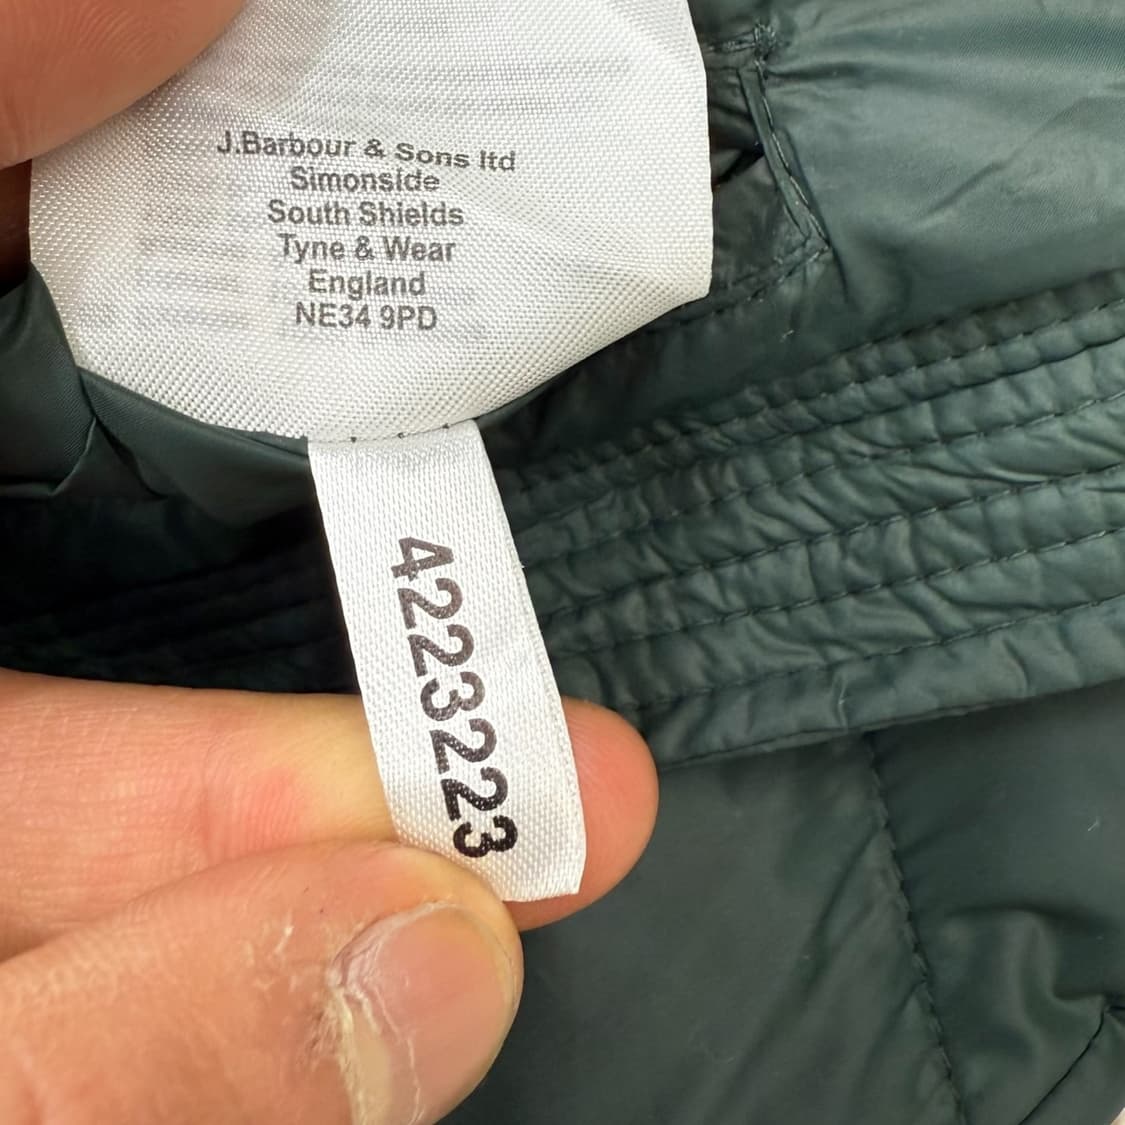 J.Barbour & Sons ltd
Simonside
South Shields
Tyne & Wear
England
NE34 9PD
4223223